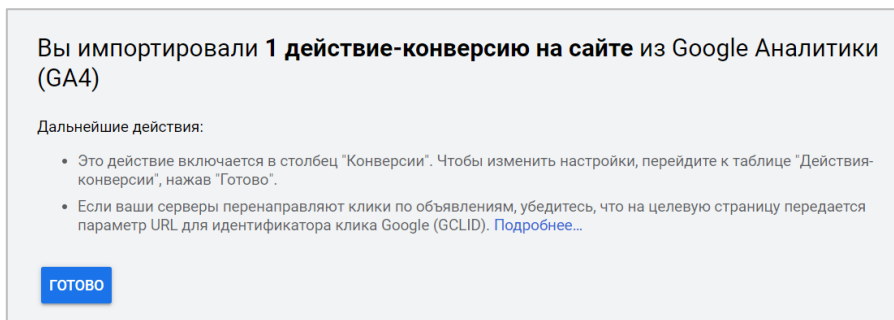 Вы импортировали 1 действие-конверсию на сайте из Google Аналитики
(GA4)
Дальнейшие действия:
• Это действие включается в столбец "Конверсии". Чтобы изменить настройки, перейдите к таблице "Действия-
конверсии", нажав "Готово".
• Если ваши серверы перенаправляют клики по объявлениям, убедитесь, что на целевую страницу передается
параметр URL для идентификатора клика Google (GCLID). Подробнее...
ГОТОВО